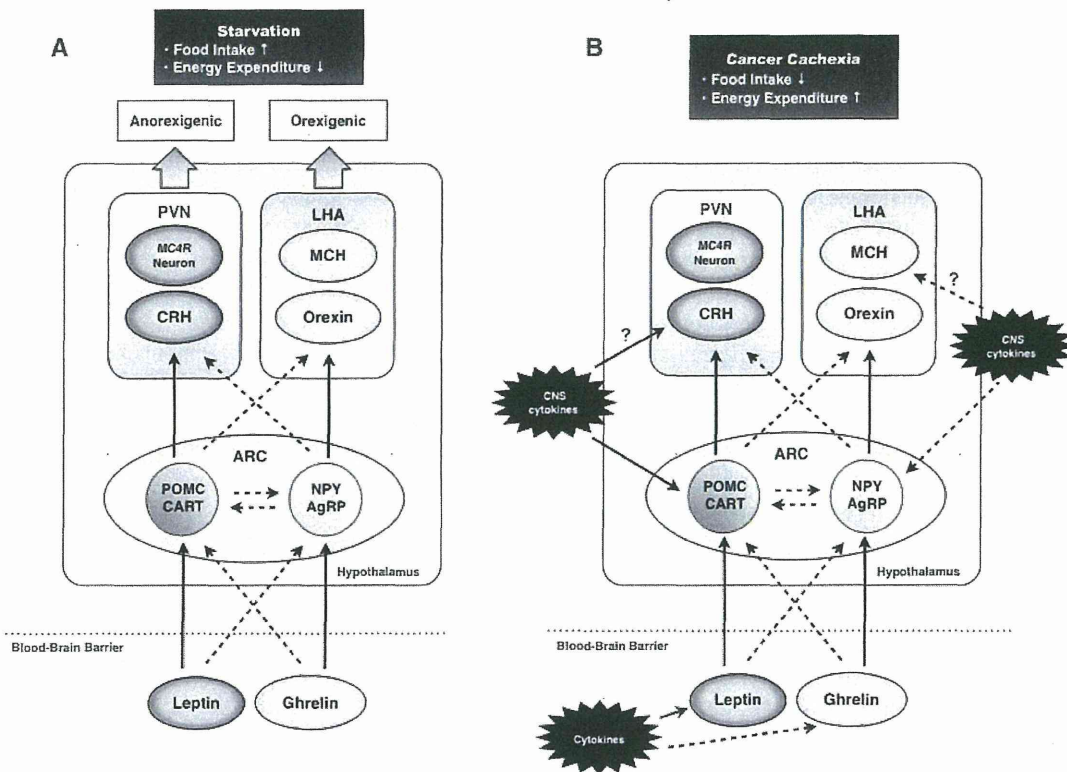 A
Starvation
· Food Intake ↑
· Energy Expenditure ↓
Anorexigenic
Orexigenic
PVN
MC4R
Neuron
CRH
LHA
MCH
Orexin
ARC
POMC
CART
NPY
AgRP
Hypothalamus
Blood-Brain Barrier
Leptin
Ghrelin
B
Cancer Cachexia
· Food Intake ↓
· Energy Expenditure ↑
PVN
MC4R
Neuron
CRH
LHA
MCH
Orexin
?
?
CNS
cytokines
CNS
cytokines
ARC
POMC
CART
NPY
AgRP
Hypothalamus
Blood-Brain Barrier
Leptin
Ghrelin
Cytokines